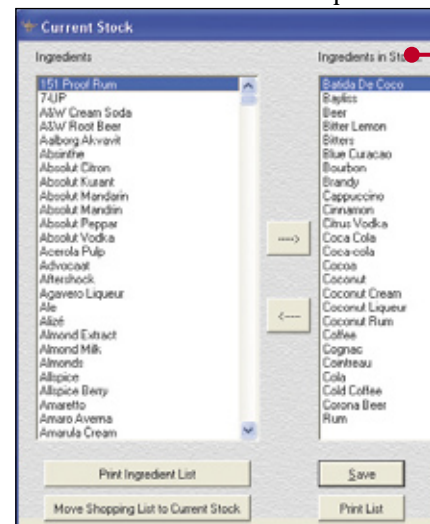 Current Stock
Ingredients
151 Proof Rum
7-UP
A&W Cream Soda
A&W Root Beer
Aalborg Akvavit
Absinthe
Absolut Citron
Absolut Kurant
Absolut Mandarin
Absolut Mandrin
Absolut Peppar
Absolut Vodka
Acerola Pulp
Advocaat
Aftershock
Agavero Liqueur
Ale
Alizé
Almond Extract
Almond Milk
Almonds
Allspice
Allspice Berry
Amaretto
Amaro Averna
Amarula Cream
Print Ingredient List
Move Shopping List to Current Stock
---->
<----
Ingredients in
Batida De Coco
Bayliss
Beer
Bitter Lemon
Bitters
Blue Curacao
Bourbon
Brandy
Cappuccino
Cinnamon
Citrus Vodka
Coca Cola
Coca-cola
Cocoa
Coconut
Coconut Cream
Coconut Liqueur
Coconut Rum
Coffee
Cognac
Cointreau
Cola
Cold Coffee
Corona Beer
Rum
Save
Print List